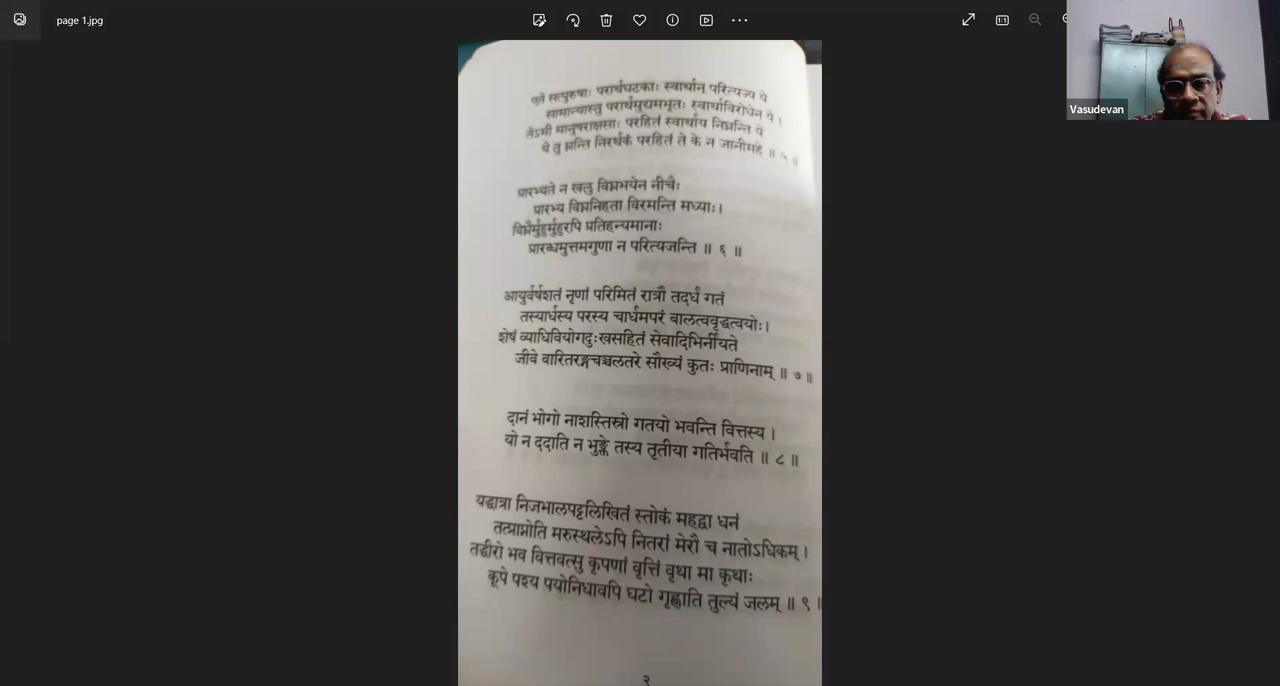 page 1.jpg
Vasudevan
एते सत्पुरुषाः परार्थघटकाः स्वार्थान् परित्यज्य ये
सामान्यास्तु परार्थमुद्यमभृतः स्वार्थाविरोधेन ये ।
तेऽमी मानुषराक्षसाः परहितं स्वार्थाय निघ्नन्ति ये
ये तु घ्नन्ति निरर्थकं परहितं ते के न जानीमहे ॥ ५ ॥
प्रारभ्यते न खलु विघ्नभयेन नीचैः
प्रारभ्य विघ्ननिहता विरमन्ति मध्याः ।
विघ्नैर्मुहुर्मुहुरपि प्रतिहन्यमानाः
प्रारब्धमुत्तमगुणा न परित्यजन्ति ॥ ६ ॥
आयुर्वर्षशतं नृणां परिमितं रात्रौ तदर्धं गतं
तस्यार्धस्य परस्य चार्धमपरं बालत्ववृद्धत्वयोः ।
शेषं व्याधिवियोगदुःखसहितं सेवादिभिर्नीयते
जीवे वारितरङ्गचञ्चलतरे सौख्यं कुतः प्राणिनाम् ॥ ७ ॥
दानं भोगो नाशस्तिस्रो गतयो भवन्ति वित्तस्य ।
यो न ददाति न भुङ्क्ते तस्य तृतीया गतिर्भवति ॥ ८ ॥
यद्धात्रा निजभालपट्टलिखितं स्तोकं महद्वा धनं
तत्प्राप्नोति मरुस्थलेऽपि नितरां मेरौ च नातोऽधिकम् ।
तद्धीरो भव वित्तवत्सु कृपणां वृत्तिं वृथा मा कृथाः
कूपे पश्य पयोनिधावपि घटो गृह्णाति तुल्यं जलम् ॥ ९ ॥
२